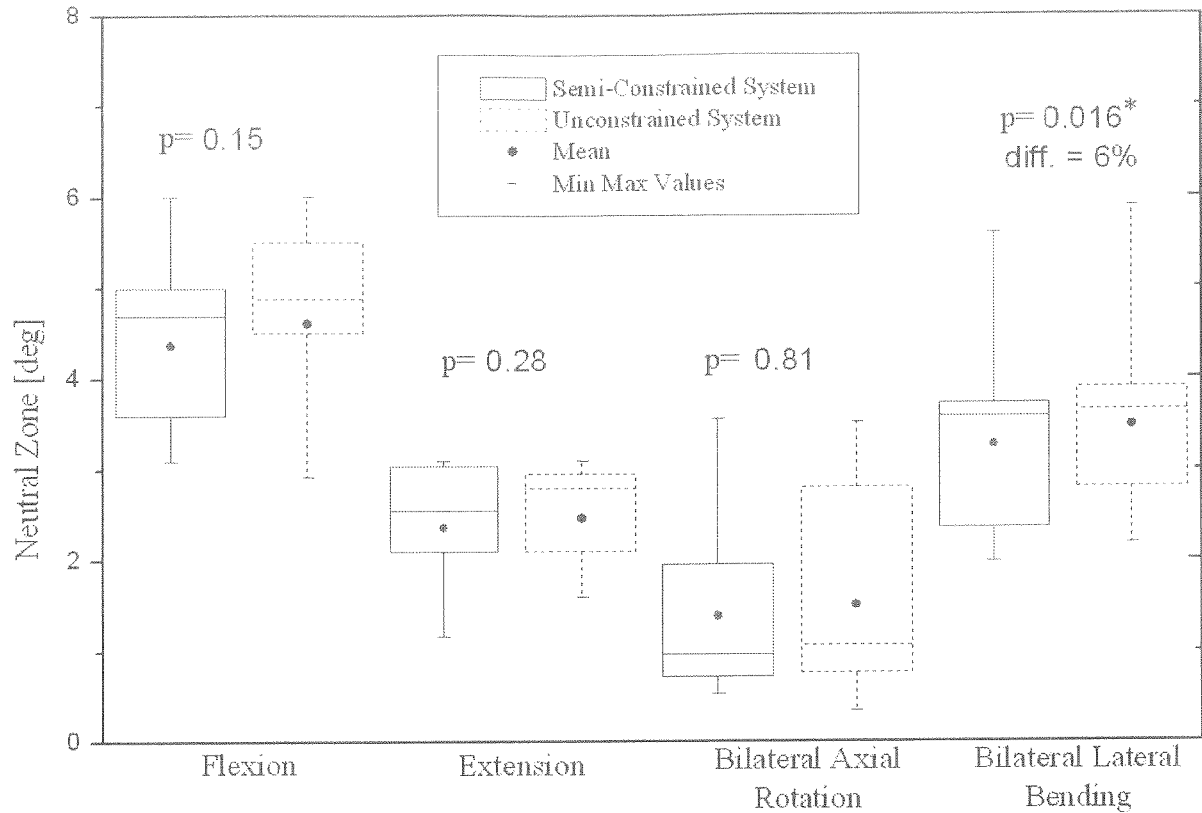 8
6
4
2
0
Neutral Zone [deg]
Semi-Constrained System
Unconstrained System
Mean
Min Max Values
p= 0.15
p= 0.28
p= 0.81
p= 0.016*
diff. = 6%
Flexion
Extension
Bilateral Axial
Rotation
Bilateral Lateral
Bending